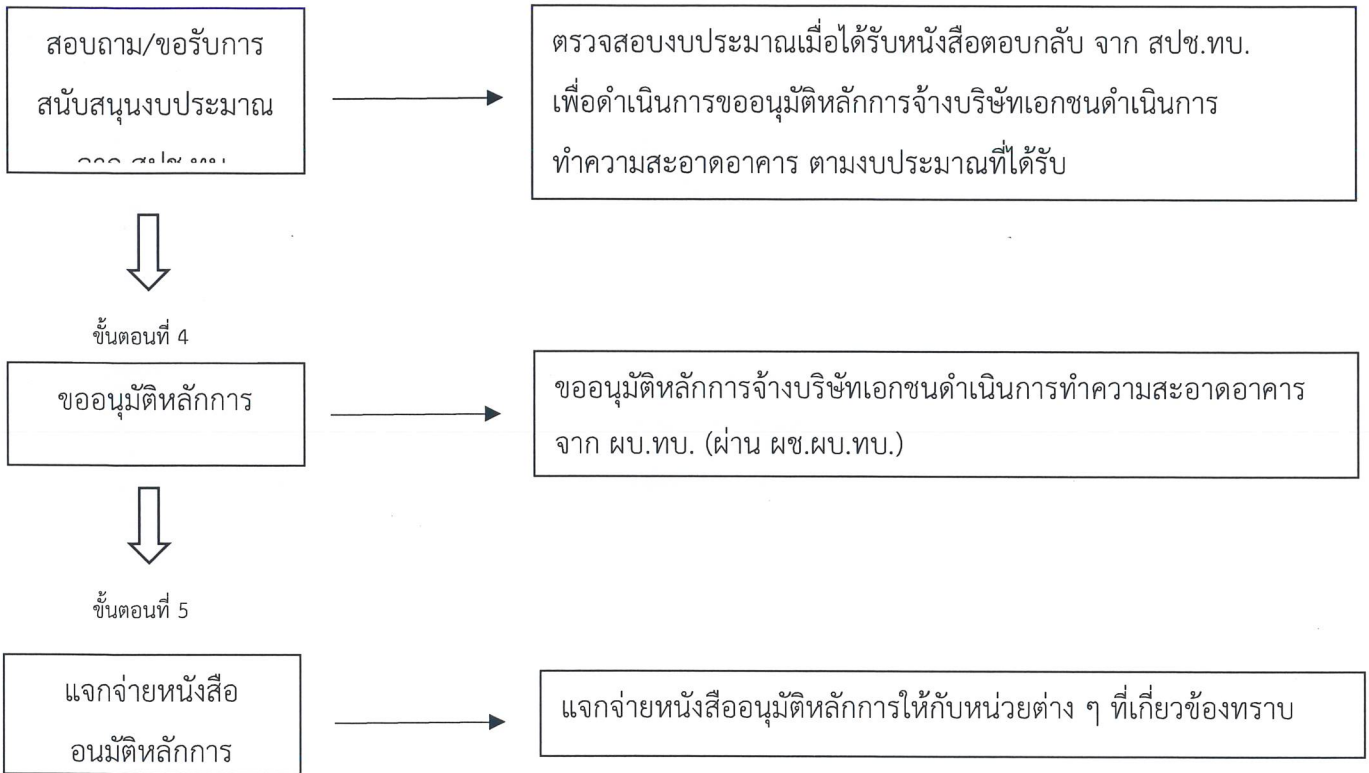 สอบถาม/ขอรับการ
สนับสนุนงบประมาณ
ตรวจสอบงบประมาณเมื่อได้รับหนังสือตอบกลับ จาก สปช.ทบ.
เพื่อดำเนินการขออนุมัติหลักการจ้างบริษัทเอกชนดำเนินการ
ทำความสะอาดอาคาร ตามงบประมาณที่ได้รับ
ขั้นตอนที่ 4
ขออนุมัติหลักการ
ขออนุมัติหลักการจ้างบริษัทเอกชนดำเนินการทำความสะอาดอาคาร
จาก ผบ.ทบ. (ผ่าน ผช.ผบ.ทบ.)
ขั้นตอนที่ 5
แจกจ่ายหนังสือ
อนมัติหลักการ
แจกจ่ายหนังสืออนุมัติหลักการให้กับหน่วยต่าง ๆ ที่เกี่ยวข้องทราบ